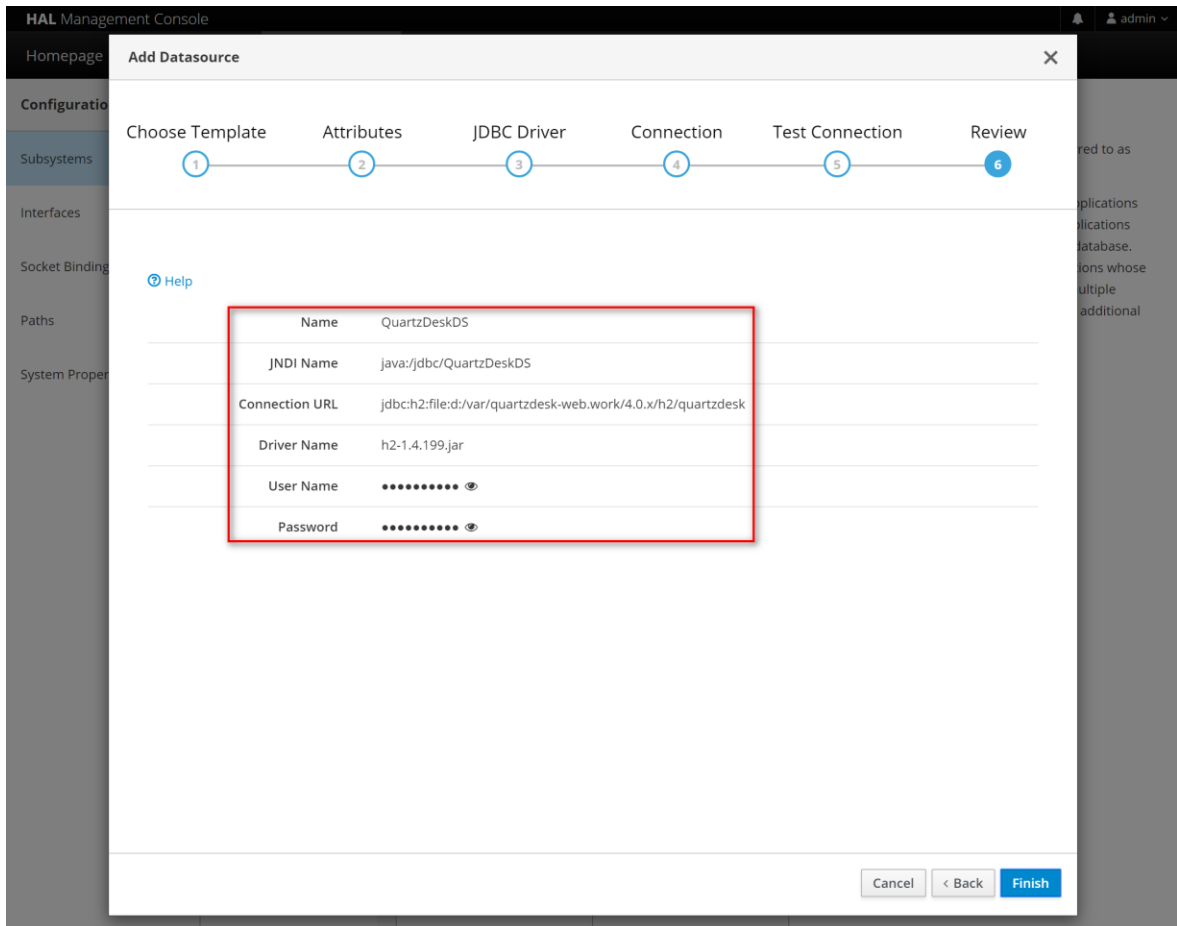 HAL Management Console
admin
Homepage
Add Datasource
Configuratio
Choose Template Attributes JDBC Driver Connection Test Connection Review
1 2 3 4 5 6
Subsystems
red to as
Interfaces
plications
plications
database.
Socket Binding
ions whose
Help
ultiple
additional
Paths
Name QuartzDeskDS
JNDI Name java:/jdbc/QuartzDeskDS
System Proper
Connection URL jdbc:h2:file:d:/var/quartzdesk-web.work/4.0.x/h2/quartzdesk
Driver Name h2-1.4.199.jar
User Name ••••••••••
Password ••••••••••
Cancel < Back Finish